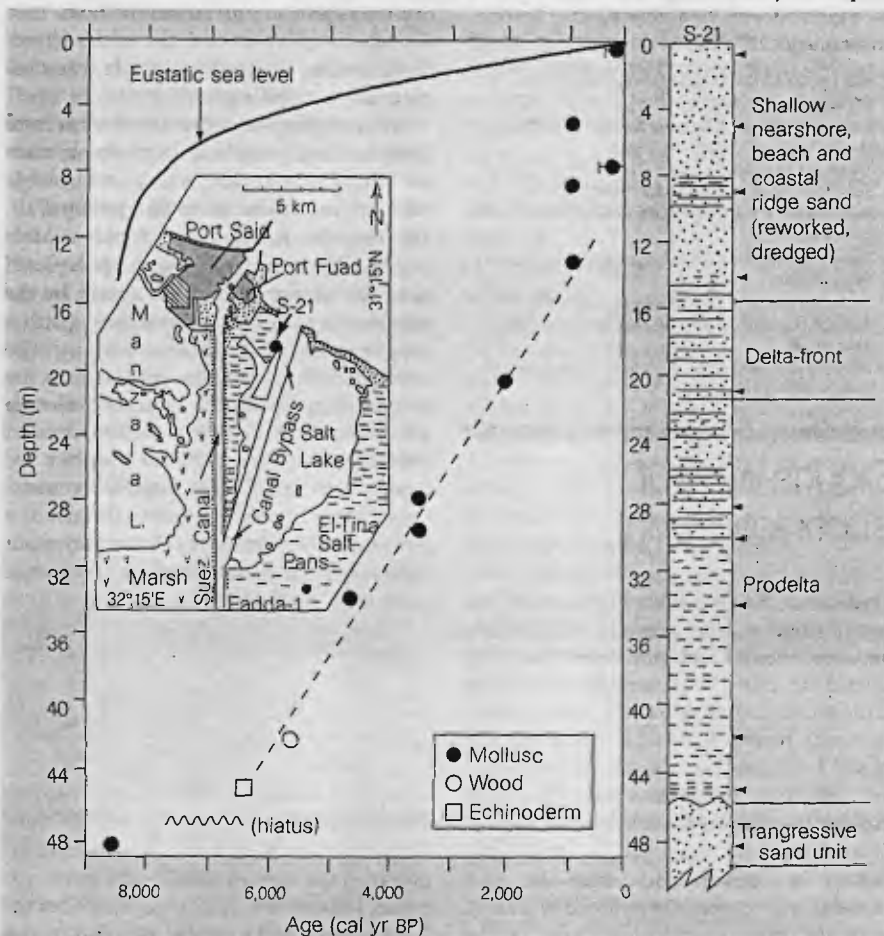 S-21
0
4
8
12
16
20
24
28
32
36
40
44
48
Depth (m)
Eustatic sea level
5 km
N
31°15'N
Port Said
Port Fuad
S-21
Manzala L.
Suez Canal
Canal Bypass
Salt
Lake
El-Tina
Salt
Pans
Marsh
32°15'E
Fadda-1
Mollusc
Wood
Echinoderm
(hiatus)
8,000
6,000
4,000
2,000
0
Age (cal yr BP)
0
4
8
12
16
20
24
28
32
36
40
44
48
Shallow
nearshore,
beach and
coastal
ridge sand
(reworked,
dredged)
Delta-front
Prodelta
Trangressive
sand unit